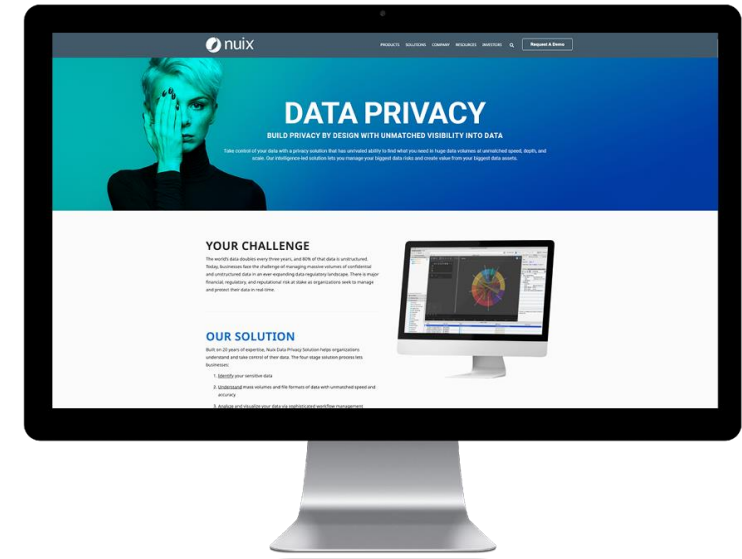 nuix
PRODUCTS SOLUTIONS COMPANY RESOURCES INVESTORS Request A Demo
DATA PRIVACY
BUILD PRIVACY BY DESIGN WITH UNMATCHED VISIBILITY INTO DATA
Take control of your data with a privacy solution that has unrivaled ability to find what you need in huge data volumes at unmatched speed, depth, and
scale. Our intelligence-led solution lets you manage your biggest data risks and create value from your biggest data assets.
YOUR CHALLENGE
The world's data doubles every three years, and 80% of that data is unstructured.
Today, businesses face the challenge of managing massive volumes of confidential
and unstructured data in an ever-expanding data regulatory landscape. There is major
financial, regulatory, and reputational risk at stake as organizations seek to manage
and protect their data in real-time.
OUR SOLUTION
Built on 20 years of expertise, Nuix Data Privacy Solution helps organizations
understand and take control of their data. The four stage solution process lets
businesses:
1. Identify your sensitive data
2. Understand mass volumes and file formats of data with unmatched speed and
accuracy
3. Analyze and visualize your data via sophisticated workflow management